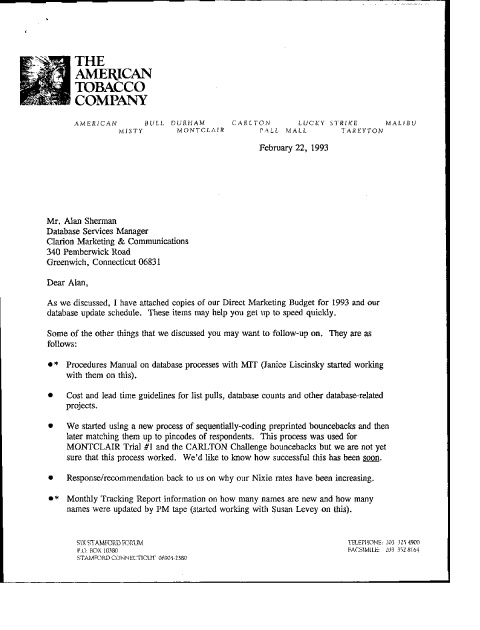 THE
AMERICAN
TOBACCO
COMPANY
AMERICAN BULL DURHAM CARLTON LUCKY STRIKE MALIBU
MISTY MONTCLAIR PALL MALL TAREYTON
February 22, 1993
Mr. Alan Sherman
Database Services Manager
Clarion Marketing & Communications
340 Pemberwick Road
Greenwich, Connecticut 06831
Dear Alan,
As we discussed, I have attached copies of our Direct Marketing Budget for 1993 and our
database update schedule. These items may help you get up to speed quickly.
Some of the other things that we discussed you may want to follow-up on. They are as
follows:
●* Procedures Manual on database processes with MIT (Janice Liscinsky started working
with them on this).
● Cost and lead time guidelines for list pulls, database counts and other database-related
projects.
● We started using a new process of sequentially-coding preprinted bouncebacks and then
later matching them up to pincodes of respondents. This process was used for
MONTCLAIR Trial #1 and the CARLTON Challenge bouncebacks but we are not yet
sure that this process worked. We'd like to know how successful this has been soon.
● Response/recommendation back to us on why our Nixie rates have been increasing.
●* Monthly Tracking Report information on how many names are new and how many
names were updated by PM tape (started working with Susan Levey on this).
SIX STAMFORD FORUM
P.O. BOX 10380
STAMFORD CONNECTICUT
TELEPHONE: 203 325 4900
FACSIMILE: 203 352 8164